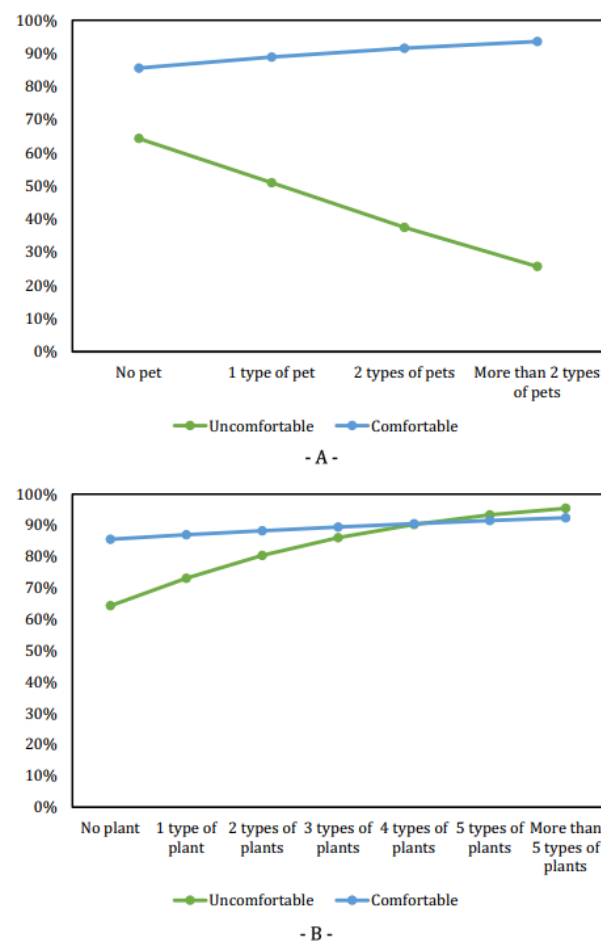 100%
90%
80%
70%
60%
50%
40%
30%
20%
10%
0%
No pet 1 type of pet 2 types of pets More than 2 types
of pets
Uncomfortable Comfortable
- A -
100%
90%
80%
70%
60%
50%
40%
30%
20%
10%
0%
No plant 1 type of 2 types of 3 types of 4 types of 5 types of More than
plant plants plants plants plants 5 types of
plants
Uncomfortable Comfortable
- B -